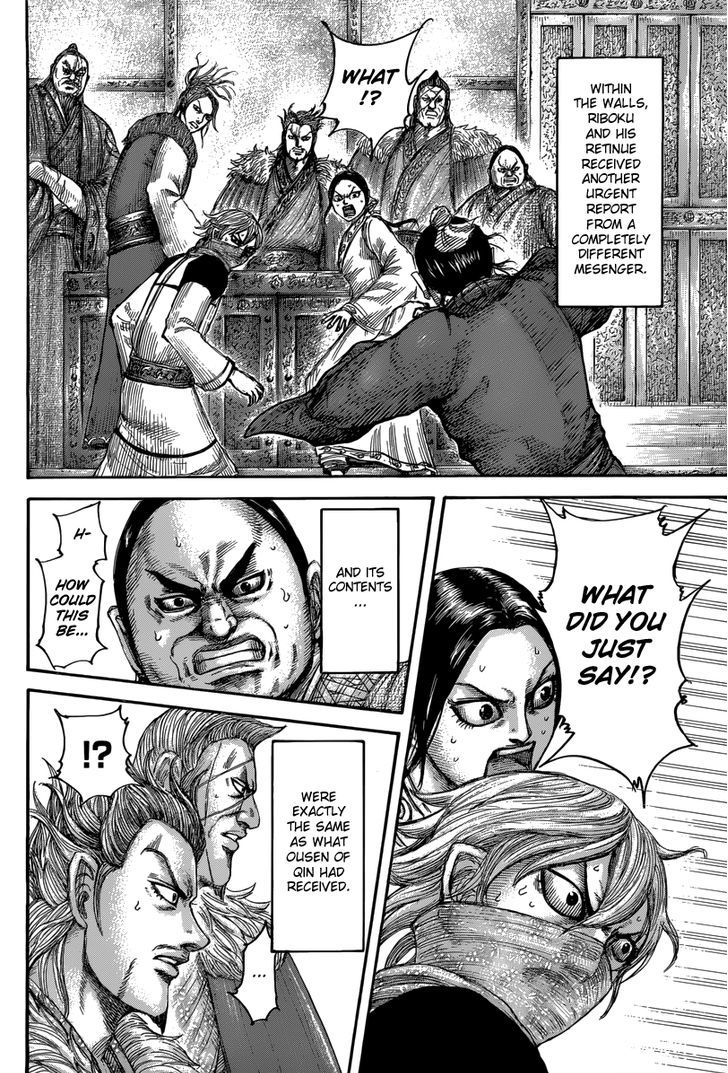 WITHIN
THE WALLS,
RIBOKU
AND HIS
RETINUE
RECEIVED
ANOTHER
URGENT
REPORT
FROM A
COMPLETELY
DIFFERENT
MESENGER.
WHAT
!?
WHAT
DID YOU
JUST
SAY!?
AND ITS
CONTENTS
...
H-
HOW
COULD
THIS
BE...
WERE
EXACTLY
THE SAME
AS WHAT
OUSEN OF
QIN HAD
RECEIVED.
!?
...